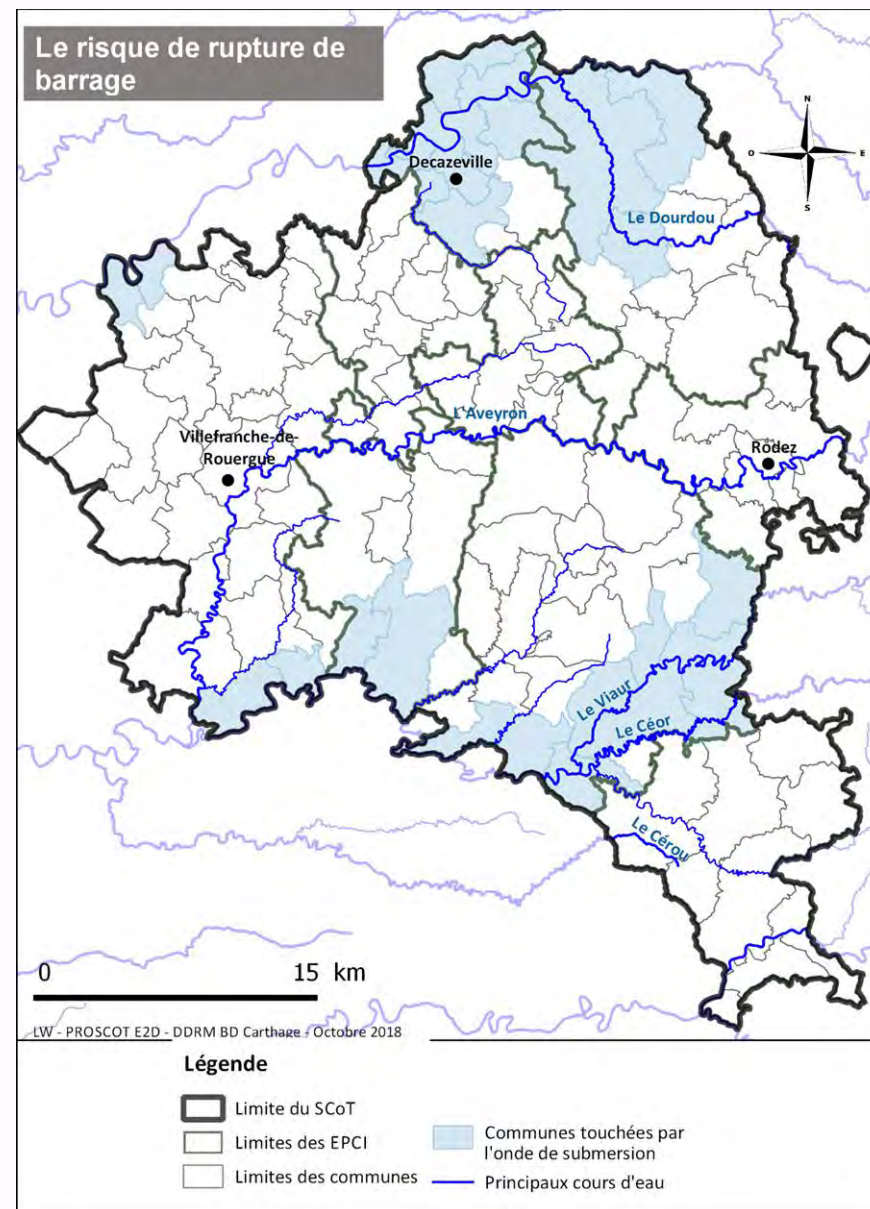 Le risque de rupture de
barrage
N
O
E
S
Decazeville
Le Dourdou
L'Aveyron
Villefranche-de-
Rouergue
Rodez
Le Viaur
Le Céor
Le Cérou
0 15 km
LW - PROSCOT E2D - DDRM BD Carthage - Octobre 2018
Légende
Limite du SCoT
Limites des EPCI
Limites des communes
Communes touchées par
l'onde de submersion
Principaux cours d'eau